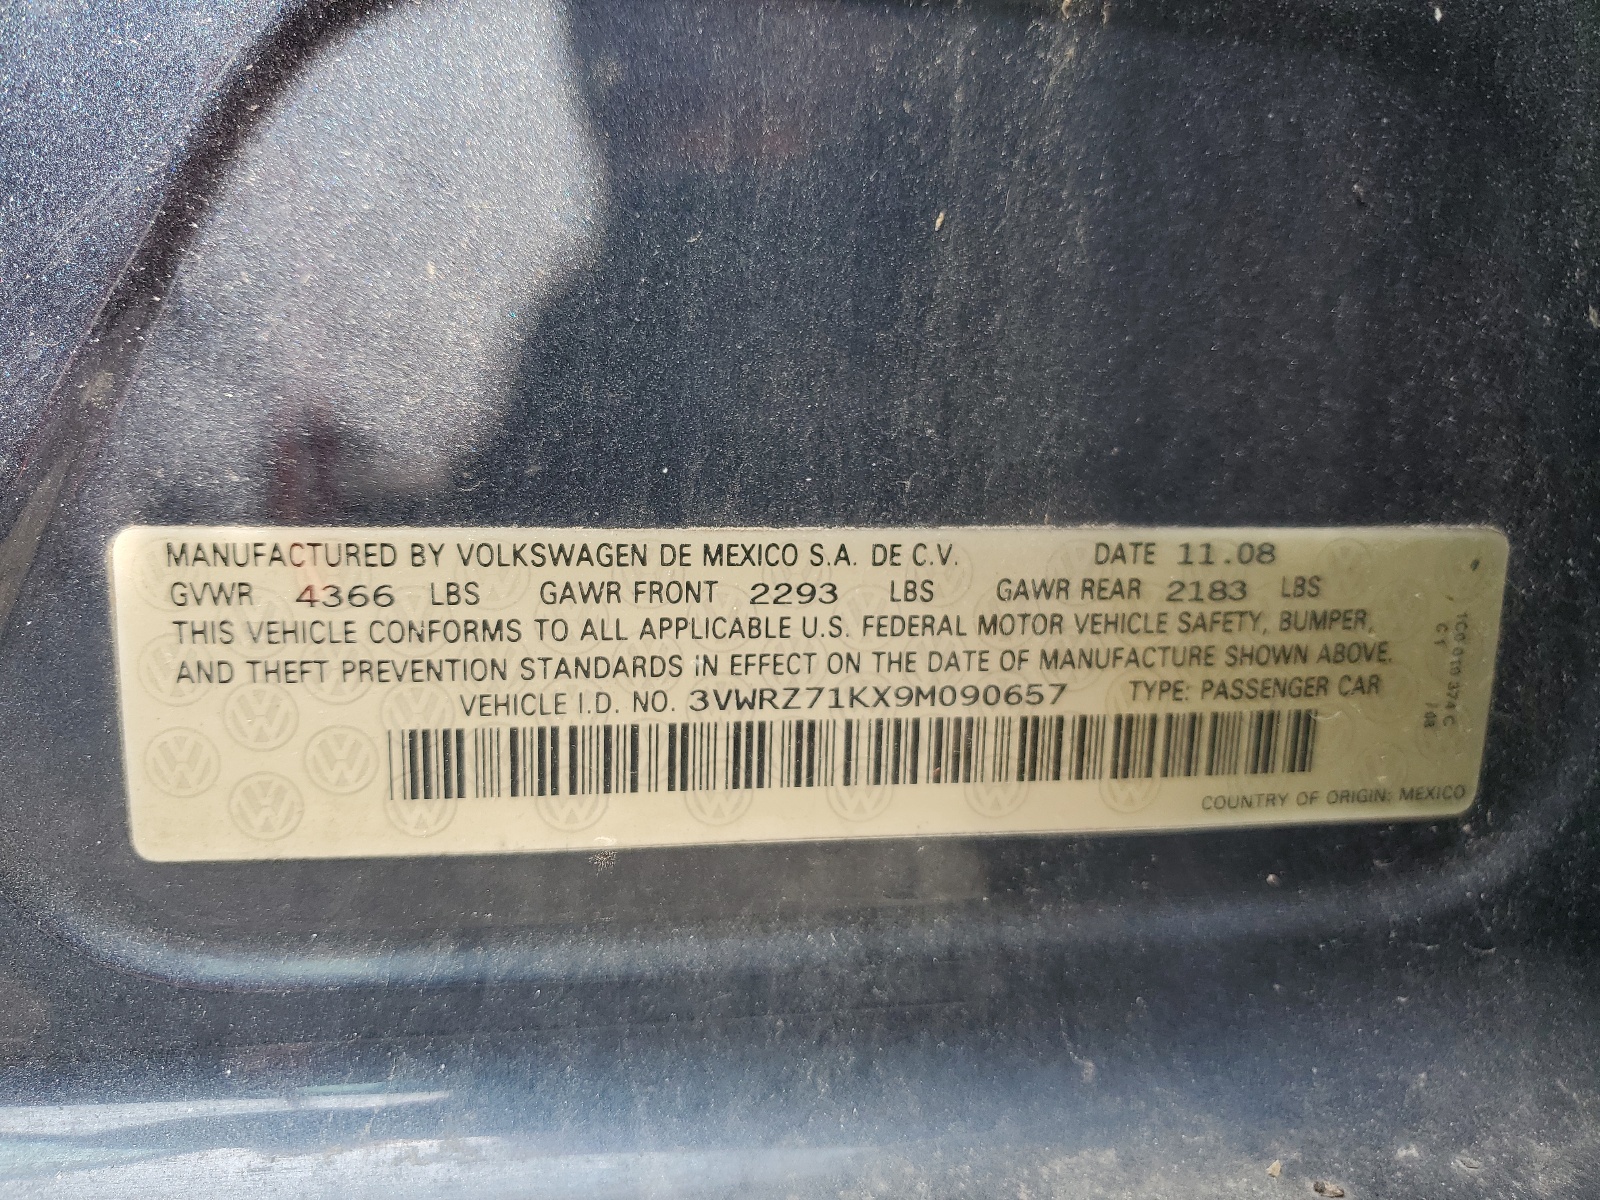 MANUFACTURED BY VOLKSWAGEN DE MEXICO S.A. DE C.V. DATE 11.08
GVWR 4366 LBS GAWR FRONT 2293 LBS GAWR REAR 2183 LBS
THIS VEHICLE CONFORMS TO ALL APPLICABLE U.S. FEDERAL MOTOR VEHICLE SAFETY, BUMPER,
AND THEFT PREVENTION STANDARDS IN EFFECT ON THE DATE OF MANUFACTURE SHOWN ABOVE.
VEHICLE I.D. NO. 3VWRZ71KX9M090657 TYPE: PASSENGER CAR
COUNTRY OF ORIGIN: MEXICO